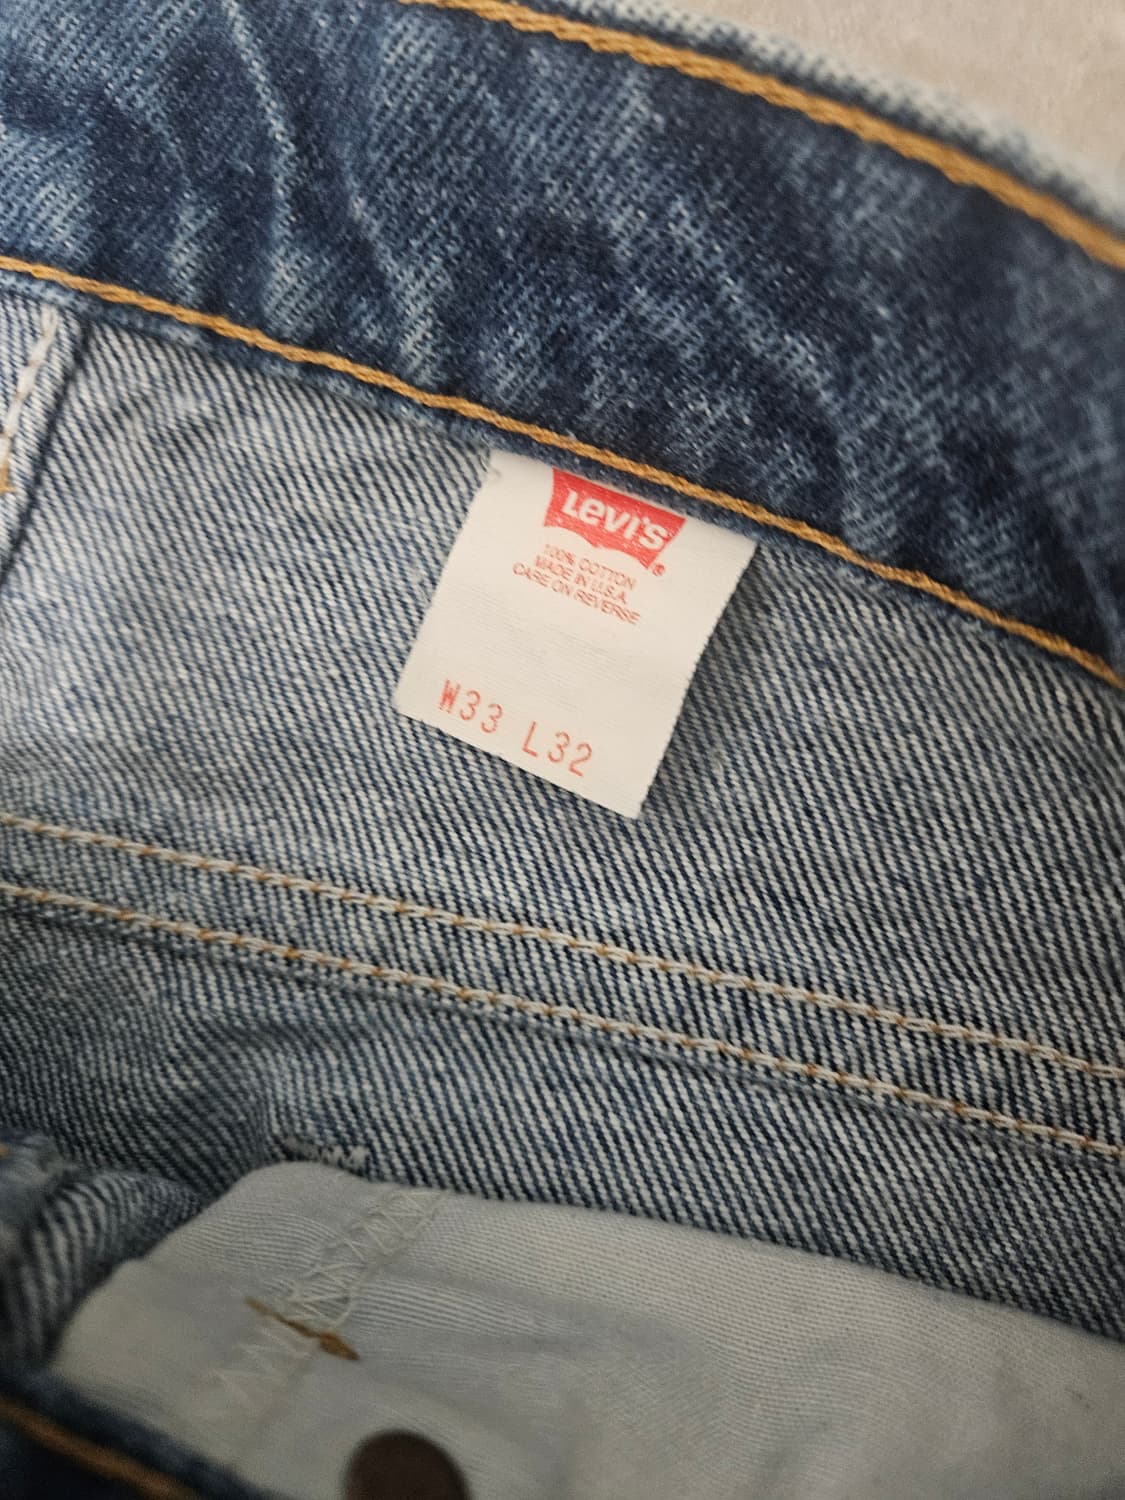 Levi's®
100% COTTON
MADE IN U.S.A.
CARE ON REVERSE
W33 L32